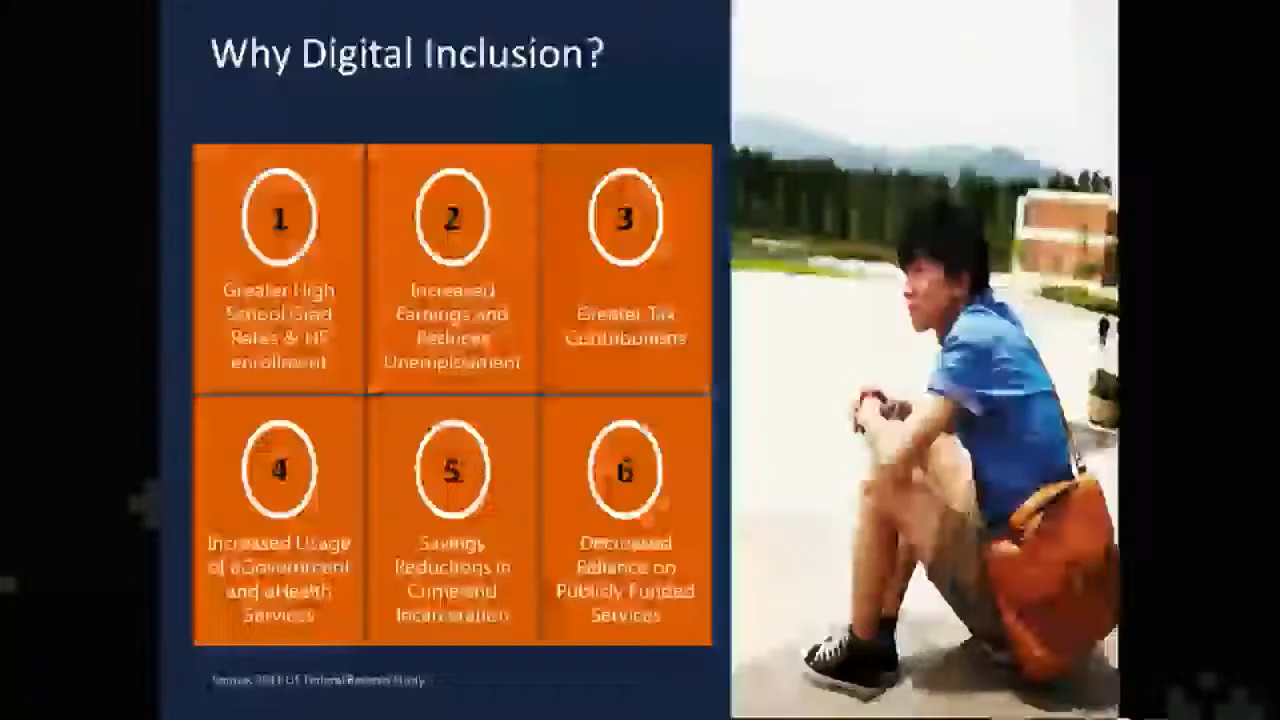 Why Digital Inclusion?
1
Greater High
School Grad
Rates & HE
enrollment
2
Increased
Earnings and
Reduces
Unemployment
3
Greater Tax
Contributions
4
Increased Usage
of eGovernment
and eHealth
Services
5
Savings
Reductions in
Crime and
Incarceration
6
Decreased
Reliance on
Publicly Funded
Services